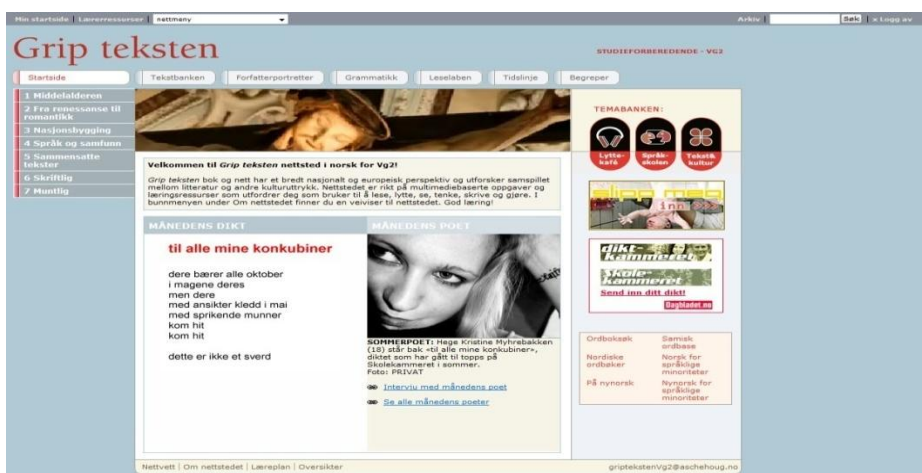 Min startside | Lærerressurser | nettmeny
Arkiv | Søk | x Logg av
Grip teksten
STUDIEFORBEREDENDE - VG2
Startside
Tekstbanken
Forfatterportretter
Grammatikk
Leselaben
Tidslinje
Begreper
1 Middelalderen
2 Fra renessanse til
romantikk
3 Nasjonsbygging
4 Språk og samfunn
5 Sammensatte
tekster
6 Skriftlig
7 Muntlig
Velkommen til Grip teksten nettsted i norsk for Vg2!
Grip teksten bok og nett har et bredt nasjonalt og europeisk perspektiv og utforsker samspillet
mellom litteratur og andre kulturuttrykk. Nettstedet er rikt på multimediebaserte oppgaver og
læringsressurser som utfordrer deg som bruker til å lese, lytte, se, tenke, skrive og gjøre. I
bunnmenyen under Om nettstedet finner du en veiviser til nettstedet. God læring!
MÅNEDENS DIKT
til alle mine konkubiner
dere bærer alle oktober
i magene deres
men dere
med ansikter kledd i mai
med sprikende munner
kom hit
kom hit
dette er ikke et sverd
MÅNEDENS POET
SOMMERPOET: Hege Kristine Myhrebakken
(18) står bak «til alle mine konkubiner»,
diktet som har gått til topps på
Skolekammeret i sommer.
Foto: PRIVAT
Intervju med månedens poet
Se alle månedens poeter
TEMABANKEN:
Lytte-
kafé
Språk-
skolen
Tekst&
kultur
slipp meg
inn
dikt-
kammeret
Skole-
kammeret
Send inn ditt dikt!
Dagbladet.no
Ordboksøk
Samisk
ordbase
Nordiske
ordbøker
Norsk for
språklige
minoriteter
På nynorsk
Nynorsk for
språklige
minoriteter
Nettvett | Om nettstedet | Læreplan | Oversikter
griptekstenVg2@aschehoug.no